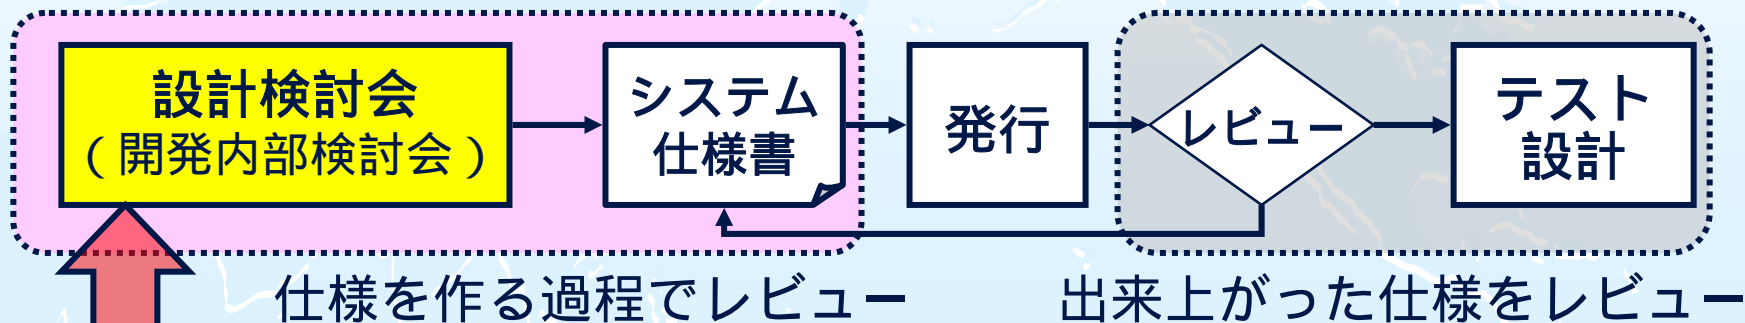 設計検討会
（開発内部検討会）
システム
仕様書
発行
レビュー
テスト
設計
仕様を作る過程でレビュー
出来上がった仕様をレビュー